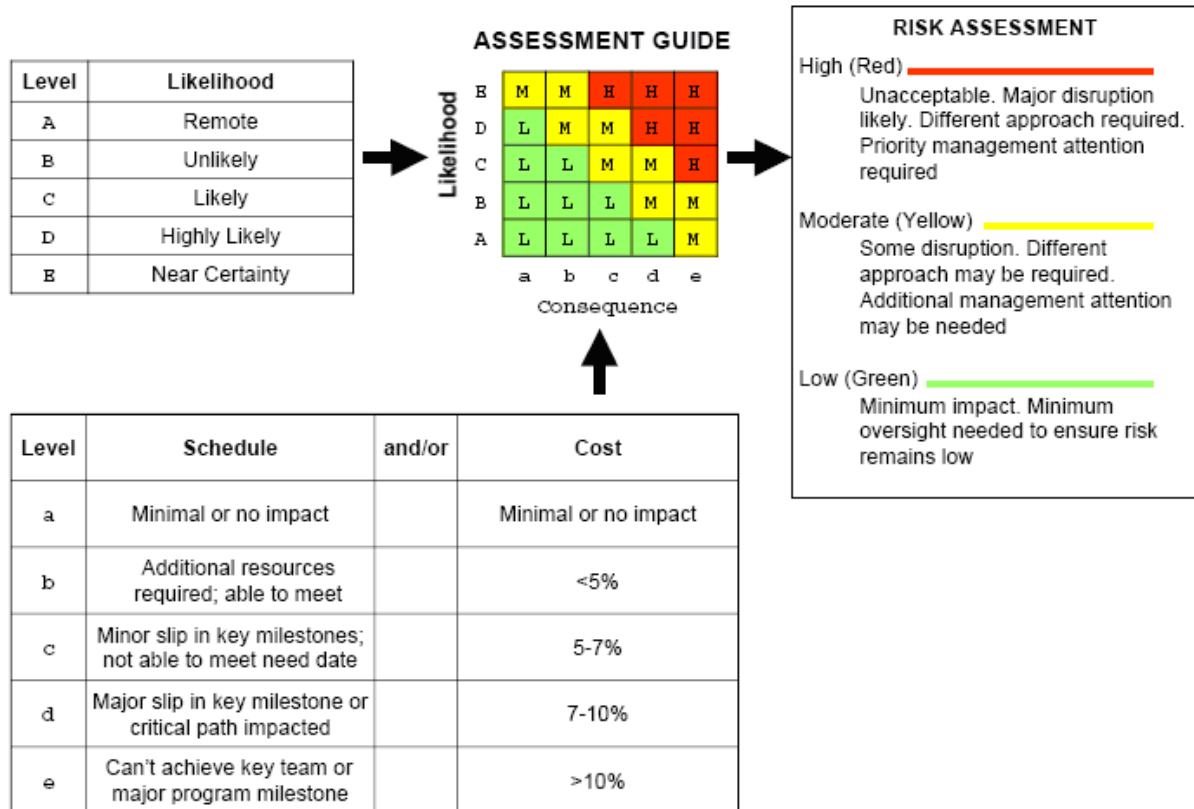 ASSESSMENT GUIDE
Level Likelihood
A Remote
B Unlikely
C Likely
D Highly Likely
E Near Certainty
Likelihood
E M M H H H
D L M M H H
C L L M M H
B L L L M M
A L L L L M
a b c d e
Consequence
RISK ASSESSMENT
High (Red)
Unacceptable. Major disruption
likely. Different approach required.
Priority management attention
required
Moderate (Yellow)
Some disruption. Different
approach may be required.
Additional management attention
may be needed
Low (Green)
Minimum impact. Minimum
oversight needed to ensure risk
remains low
Level Schedule and/or Cost
a Minimal or no impact Minimal or no impact
b Additional resources
required; able to meet <5%
c Minor slip in key milestones;
not able to meet need date 5-7%
d Major slip in key milestone or
critical path impacted 7-10%
e Can't achieve key team or
major program milestone >10%